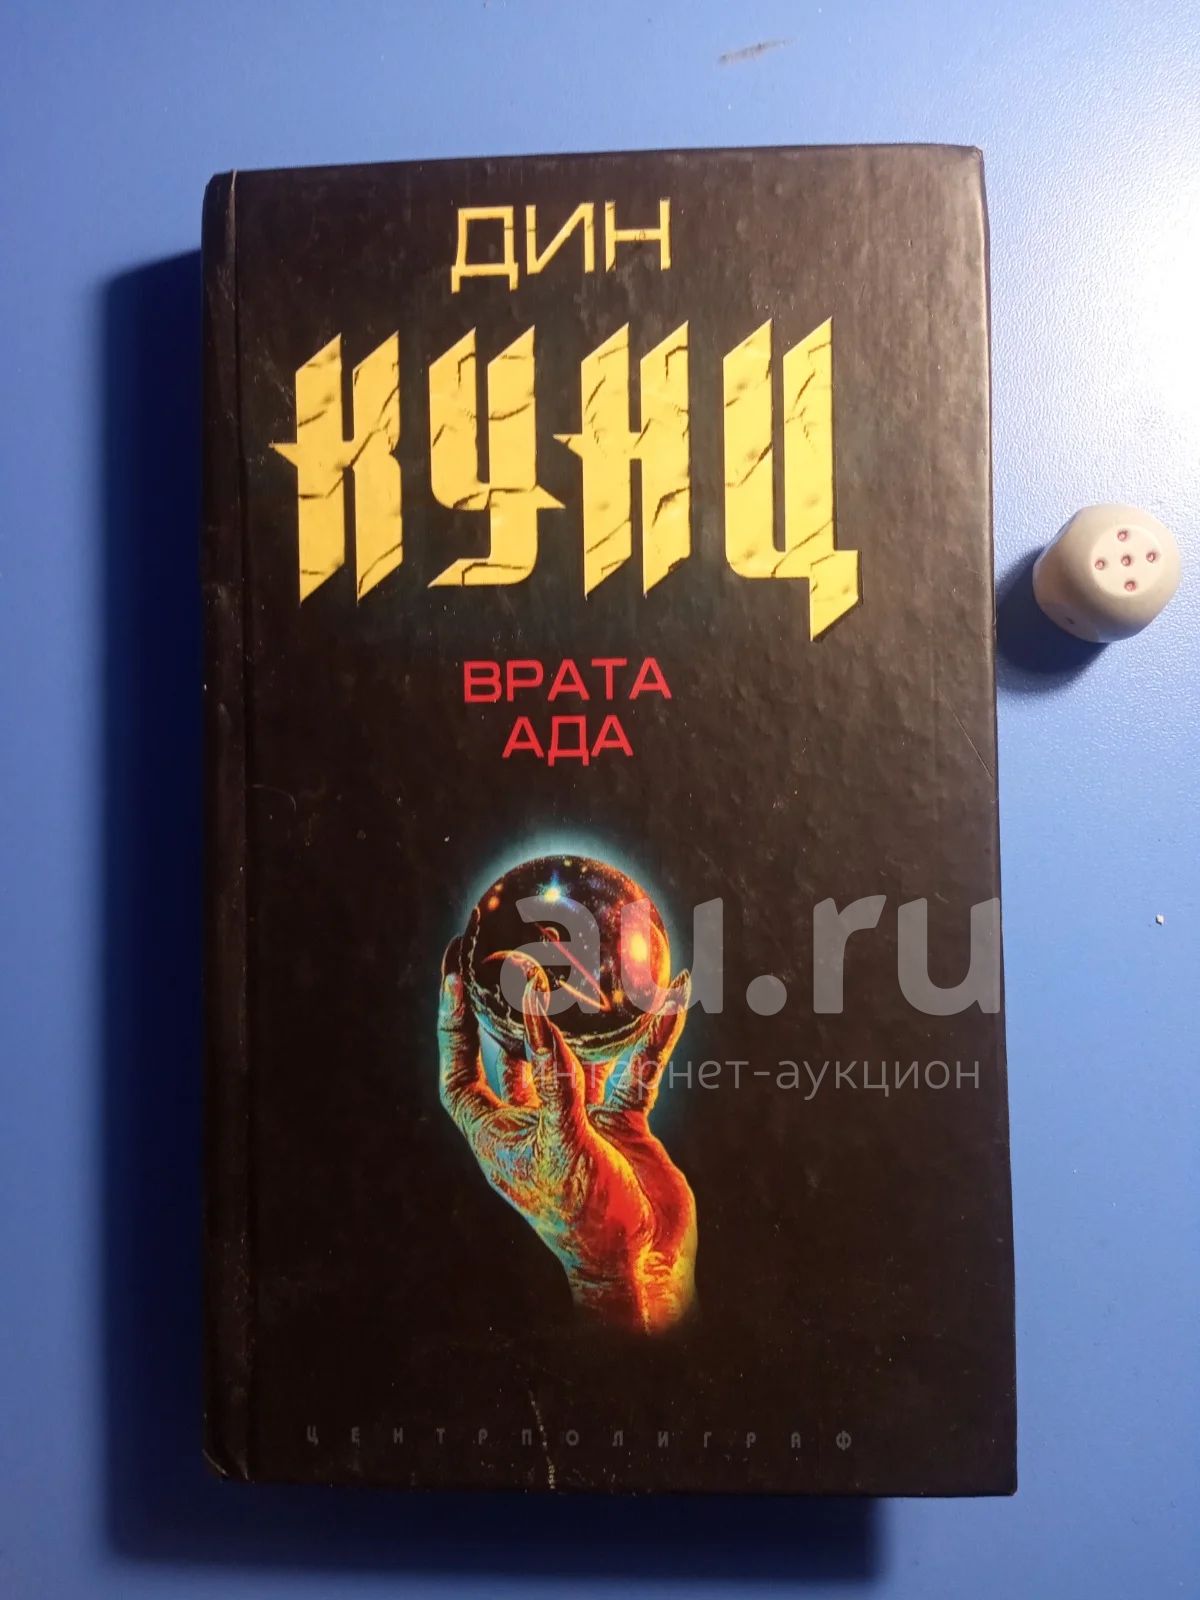 ДИН
КУНЦ
ВРАТА
АДА
au.ru
интернет-аукцион
ЦЕНТРПОЛИГРАФ